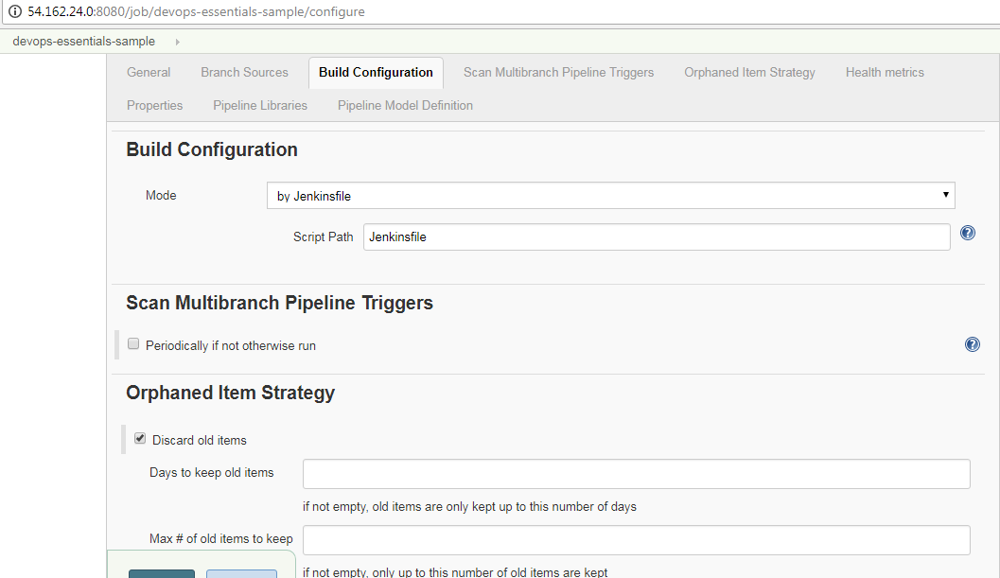 54.162.24.0:8080/job/devops-essentials-sample/configure
devops-essentials-sample
General Branch Sources Build Configuration Scan Multibranch Pipeline Triggers Orphaned Item Strategy Health metrics
Properties Pipeline Libraries Pipeline Model Definition
Build Configuration
Mode by Jenkinsfile
Script Path Jenkinsfile
Scan Multibranch Pipeline Triggers
Periodically if not otherwise run
Orphaned Item Strategy
Discard old items
Days to keep old items
if not empty, old items are only kept up to this number of days
Max # of old items to keep
if not empty, only up to this number of old items are kept